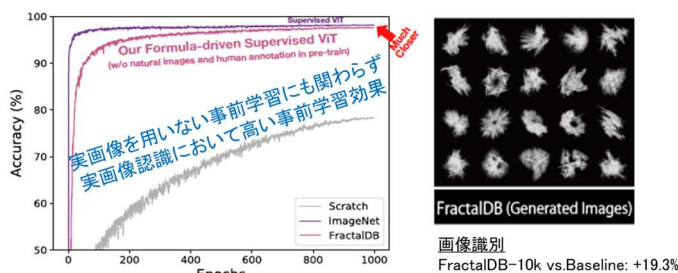 100
90
80
70
60
50
Accuracy (%)
0
200
400
600
800
1000
Epochs
Supervised ViT
Our Formula-driven Supervised ViT
(w/o natural images and human annotation in pre-train)
Much
Closer
実画像を用いない事前学習にも関わらず
実画像認識において高い事前学習効果
Scratch
ImageNet
FractalDB
FractalDB (Generated Images)
画像識別
FractalDB-10k vs.Baseline: +19.3%